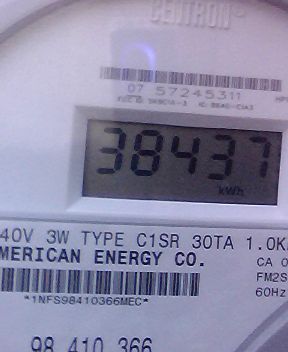 CENTRON®
07 57245311
38437
kWh
40V 3W TYPE C1SR 30TA 1.0K
MERICAN ENERGY CO.
CA 0
FM2S
*1NFS98410366MEC*
60Hz
98 410 366